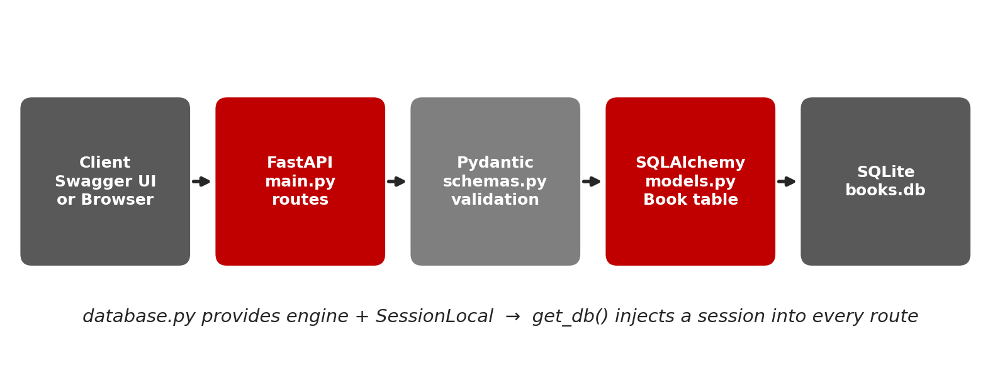 Client
Swagger UI
or Browser
FastAPI
main.py
routes
Pydantic
schemas.py
validation
SQLAlchemy
models.py
Book table
SQLite
books.db
database.py provides engine + SessionLocal → get_db() injects a session into every route